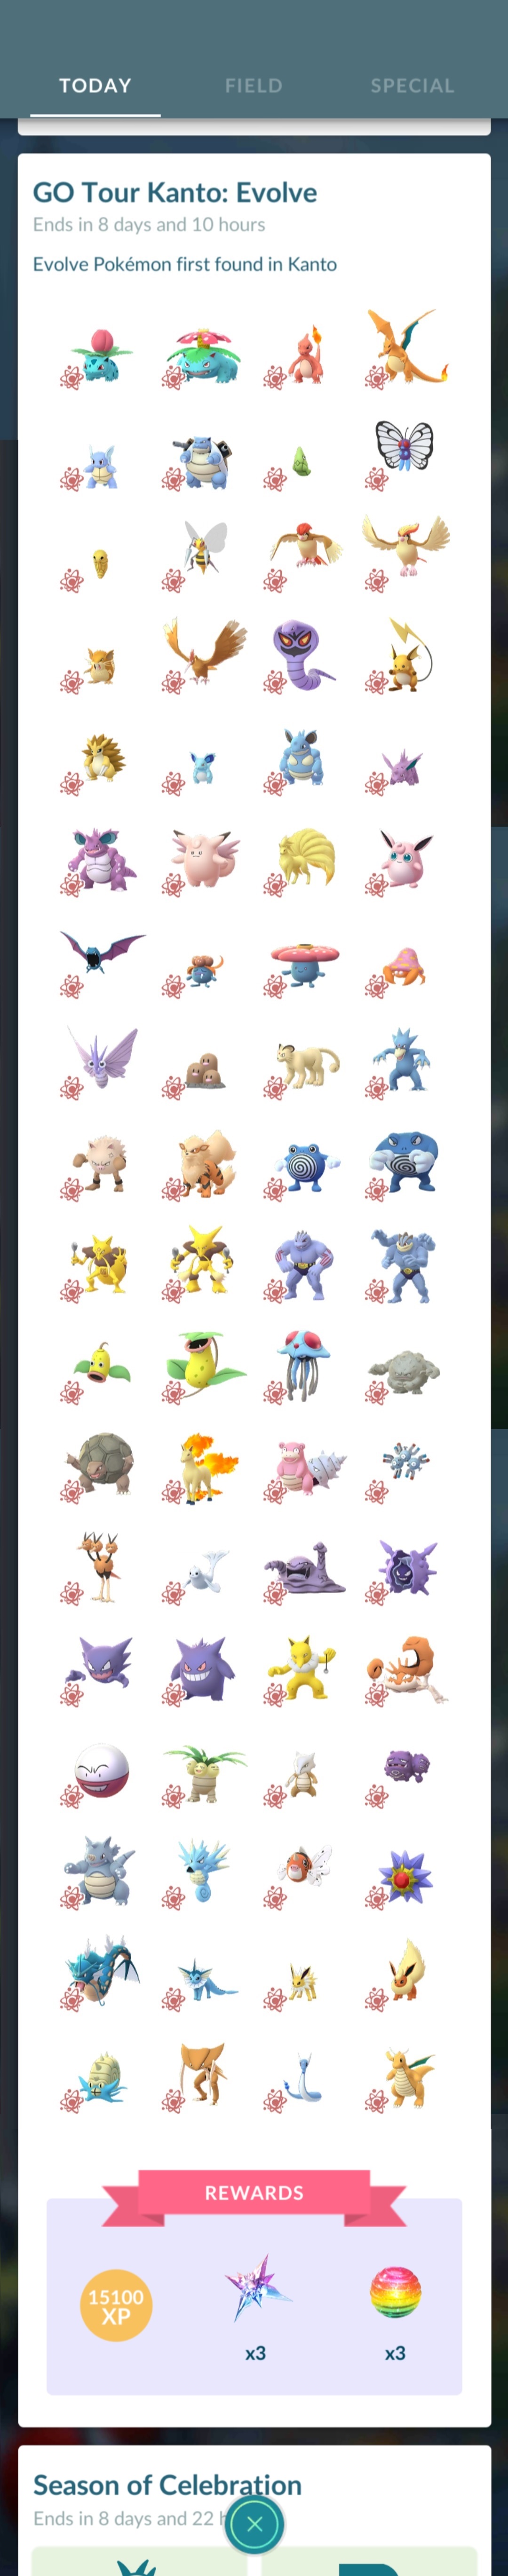 TODAY FIELD SPECIAL
GO Tour Kanto: Evolve
Ends in 8 days and 10 hours
Evolve Pokémon first found in Kanto
REWARDS
15100
XP
x3 x3
Season of Celebration
Ends in 8 days and 22